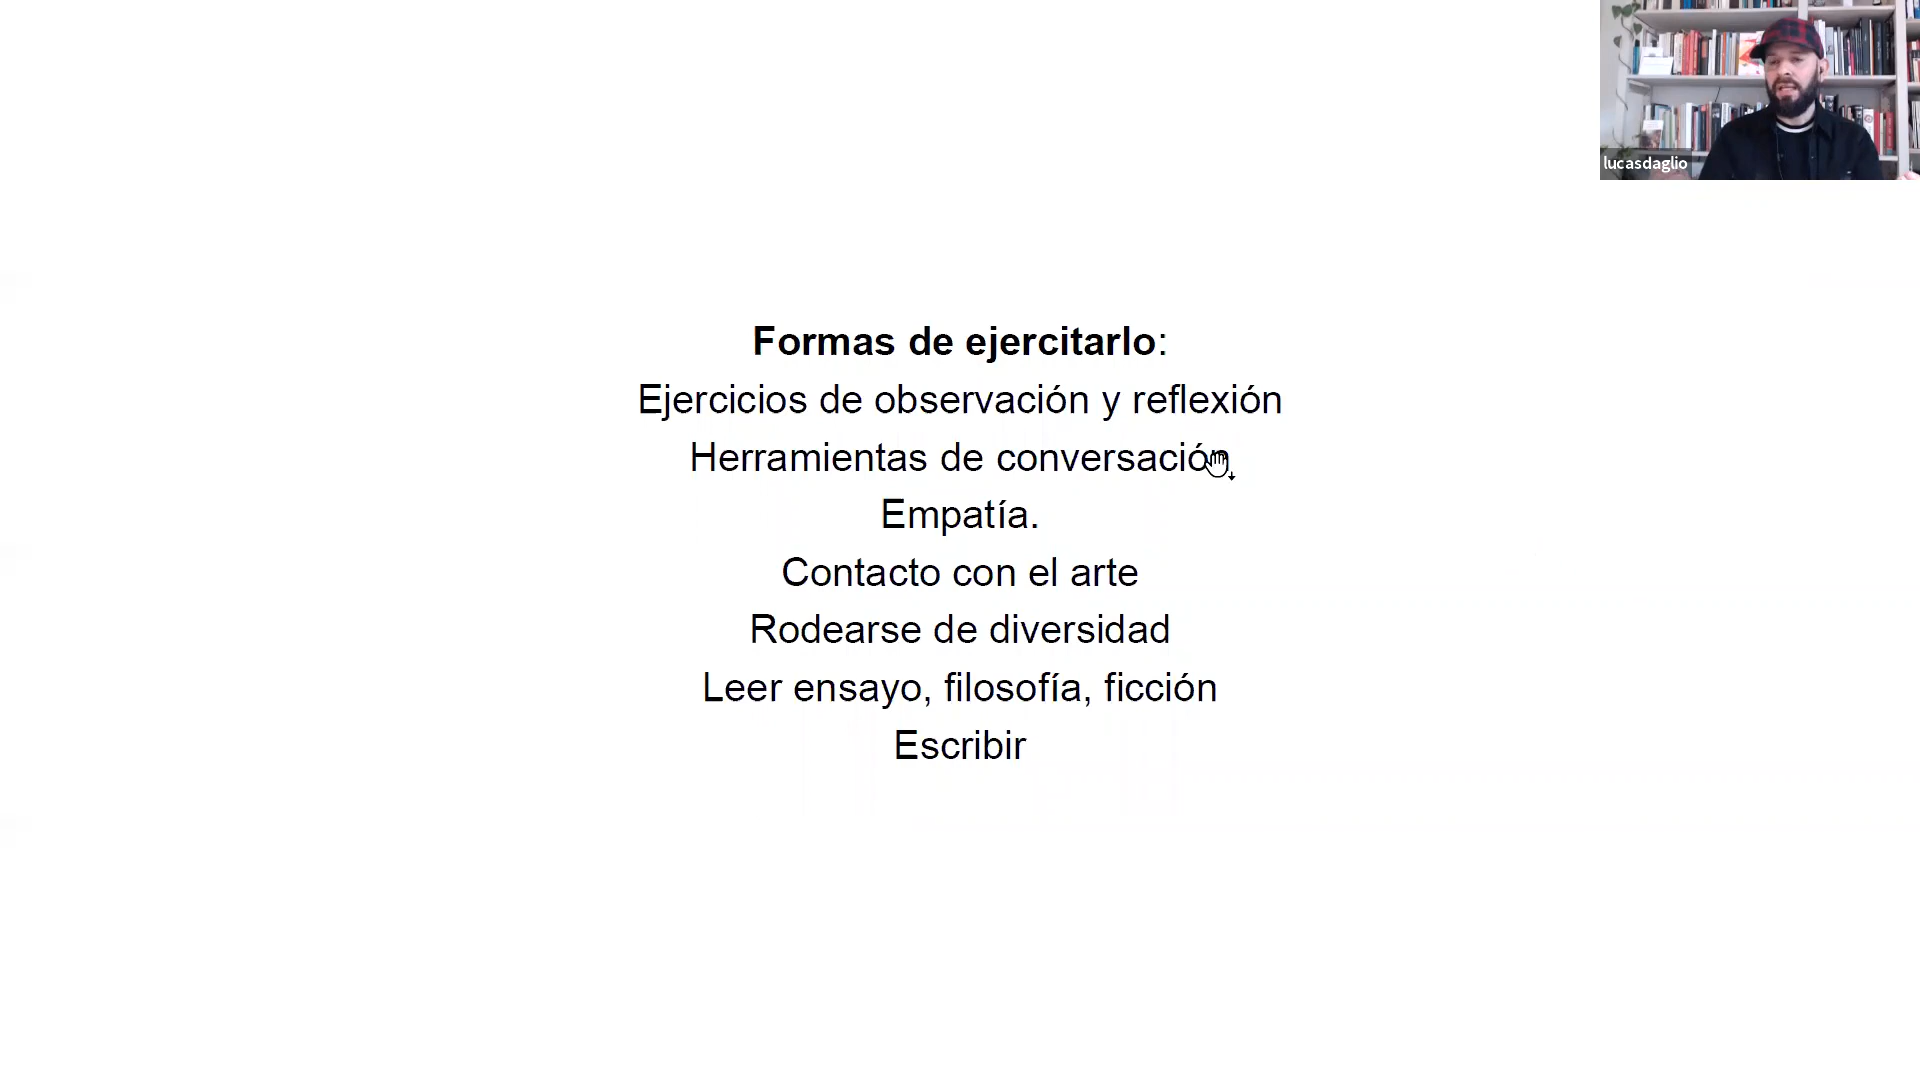 lucasdaglio
Formas de ejercitarlo:
Ejercicios de observación y reflexión
Herramientas de conversación
Empatía.
Contacto con el arte
Rodearse de diversidad
Leer ensayo, filosofía, ficción
Escribir